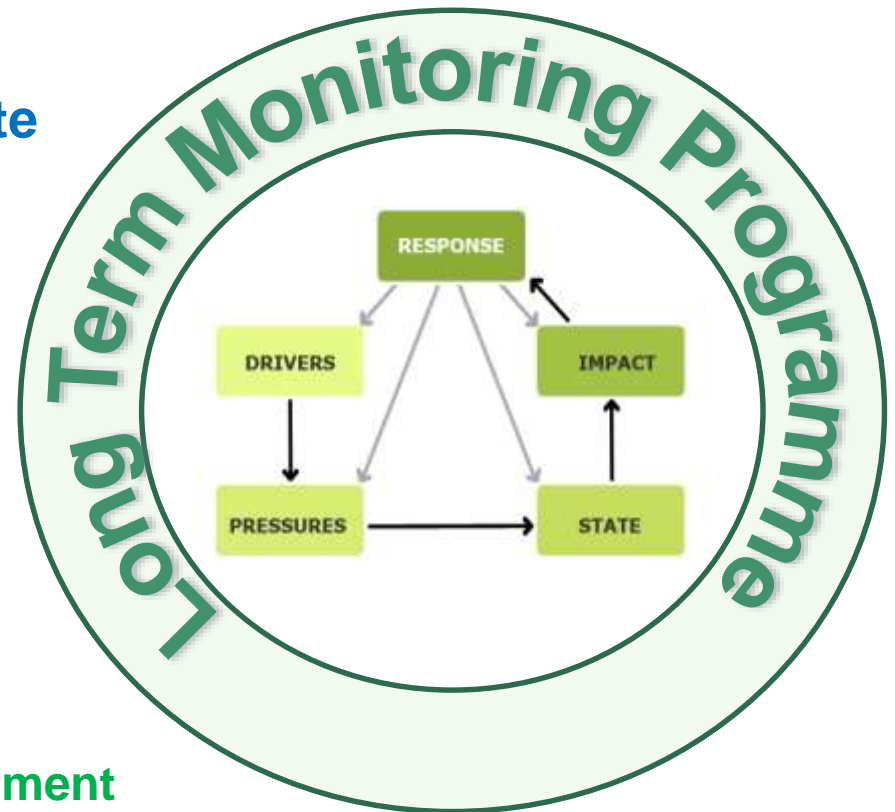 te
Long Term Monitoring Programme
RESPONSE
DRIVERS
IMPACT
PRESSURES
STATE
ment